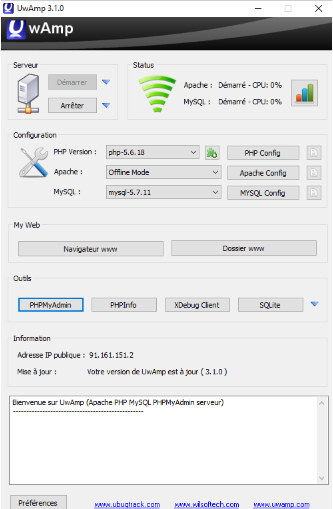 UwAmp 3.1.0
UwAmp
Serveur
Démarrer
Arrêter
Status
Apache : Démarré - CPU: 0%
MySQL : Démarré - CPU: 0%
Configuration
PHP Version : php-5.6.18 PHP Config
Apache : Offline Mode Apache Config
MySQL : mysql-5.7.11 MYSQL Config
My Web
Navigateur www Dossier www
Outils
PHPMyAdmin PHPInfo XDebug Client SQLite
Information
Adresse IP publique : 91.161.151.2
Mise à jour : Votre version de UwAmp est à jour ( 3.1.0 )
Bienvenue sur UwAmp (Apache PHP MySQL PHPMyAdmin serveur)
------------------------------------------------
Préférences www.ubugtrack.com www.wilsoftech.com www.uwamp.com